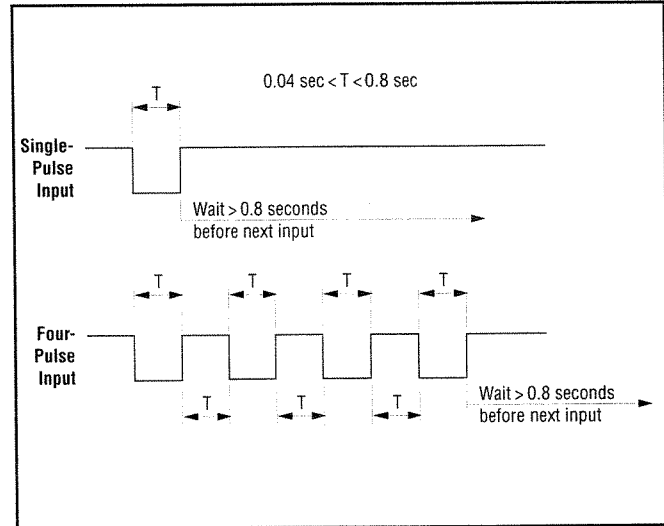 T
0.04 sec < T < 0.8 sec
Single-
Pulse
Input
Wait > 0.8 seconds
before next input
T
T
T
T
Four-
Pulse
Input
T
T
T
Wait > 0.8 seconds
before next input